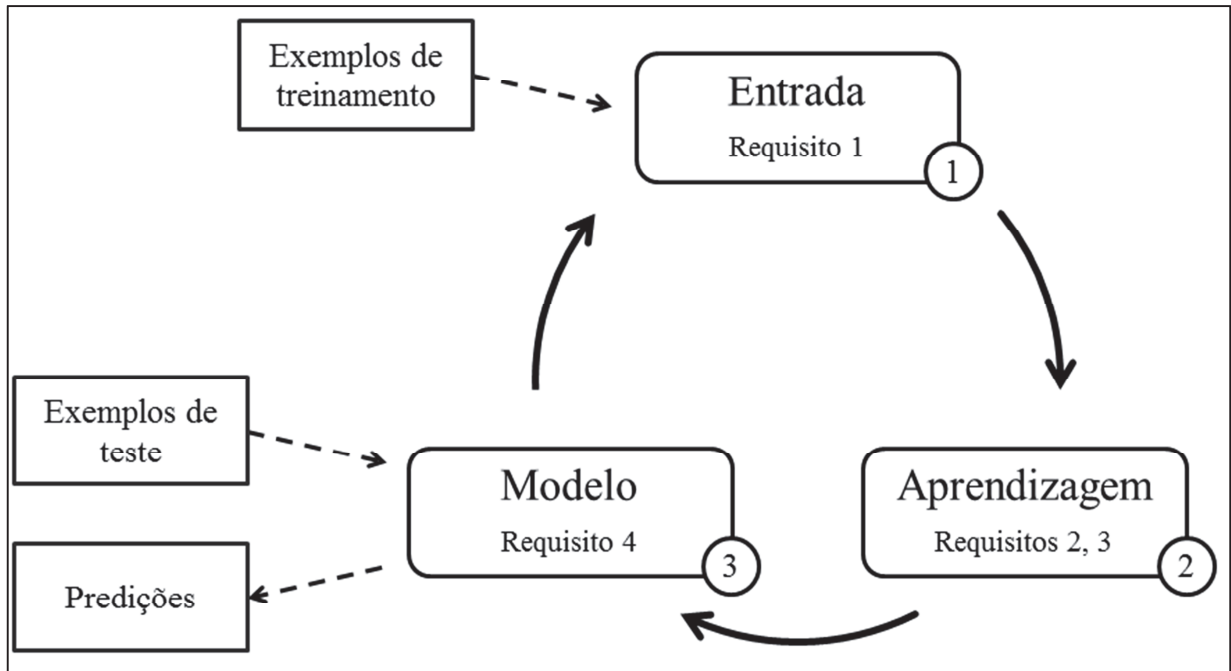 Exemplos de
treinamento
Entrada
Requisito 1
1
Exemplos de
teste
Modelo
Requisito 4
3
Aprendizagem
Requisitos 2, 3
2
Predições